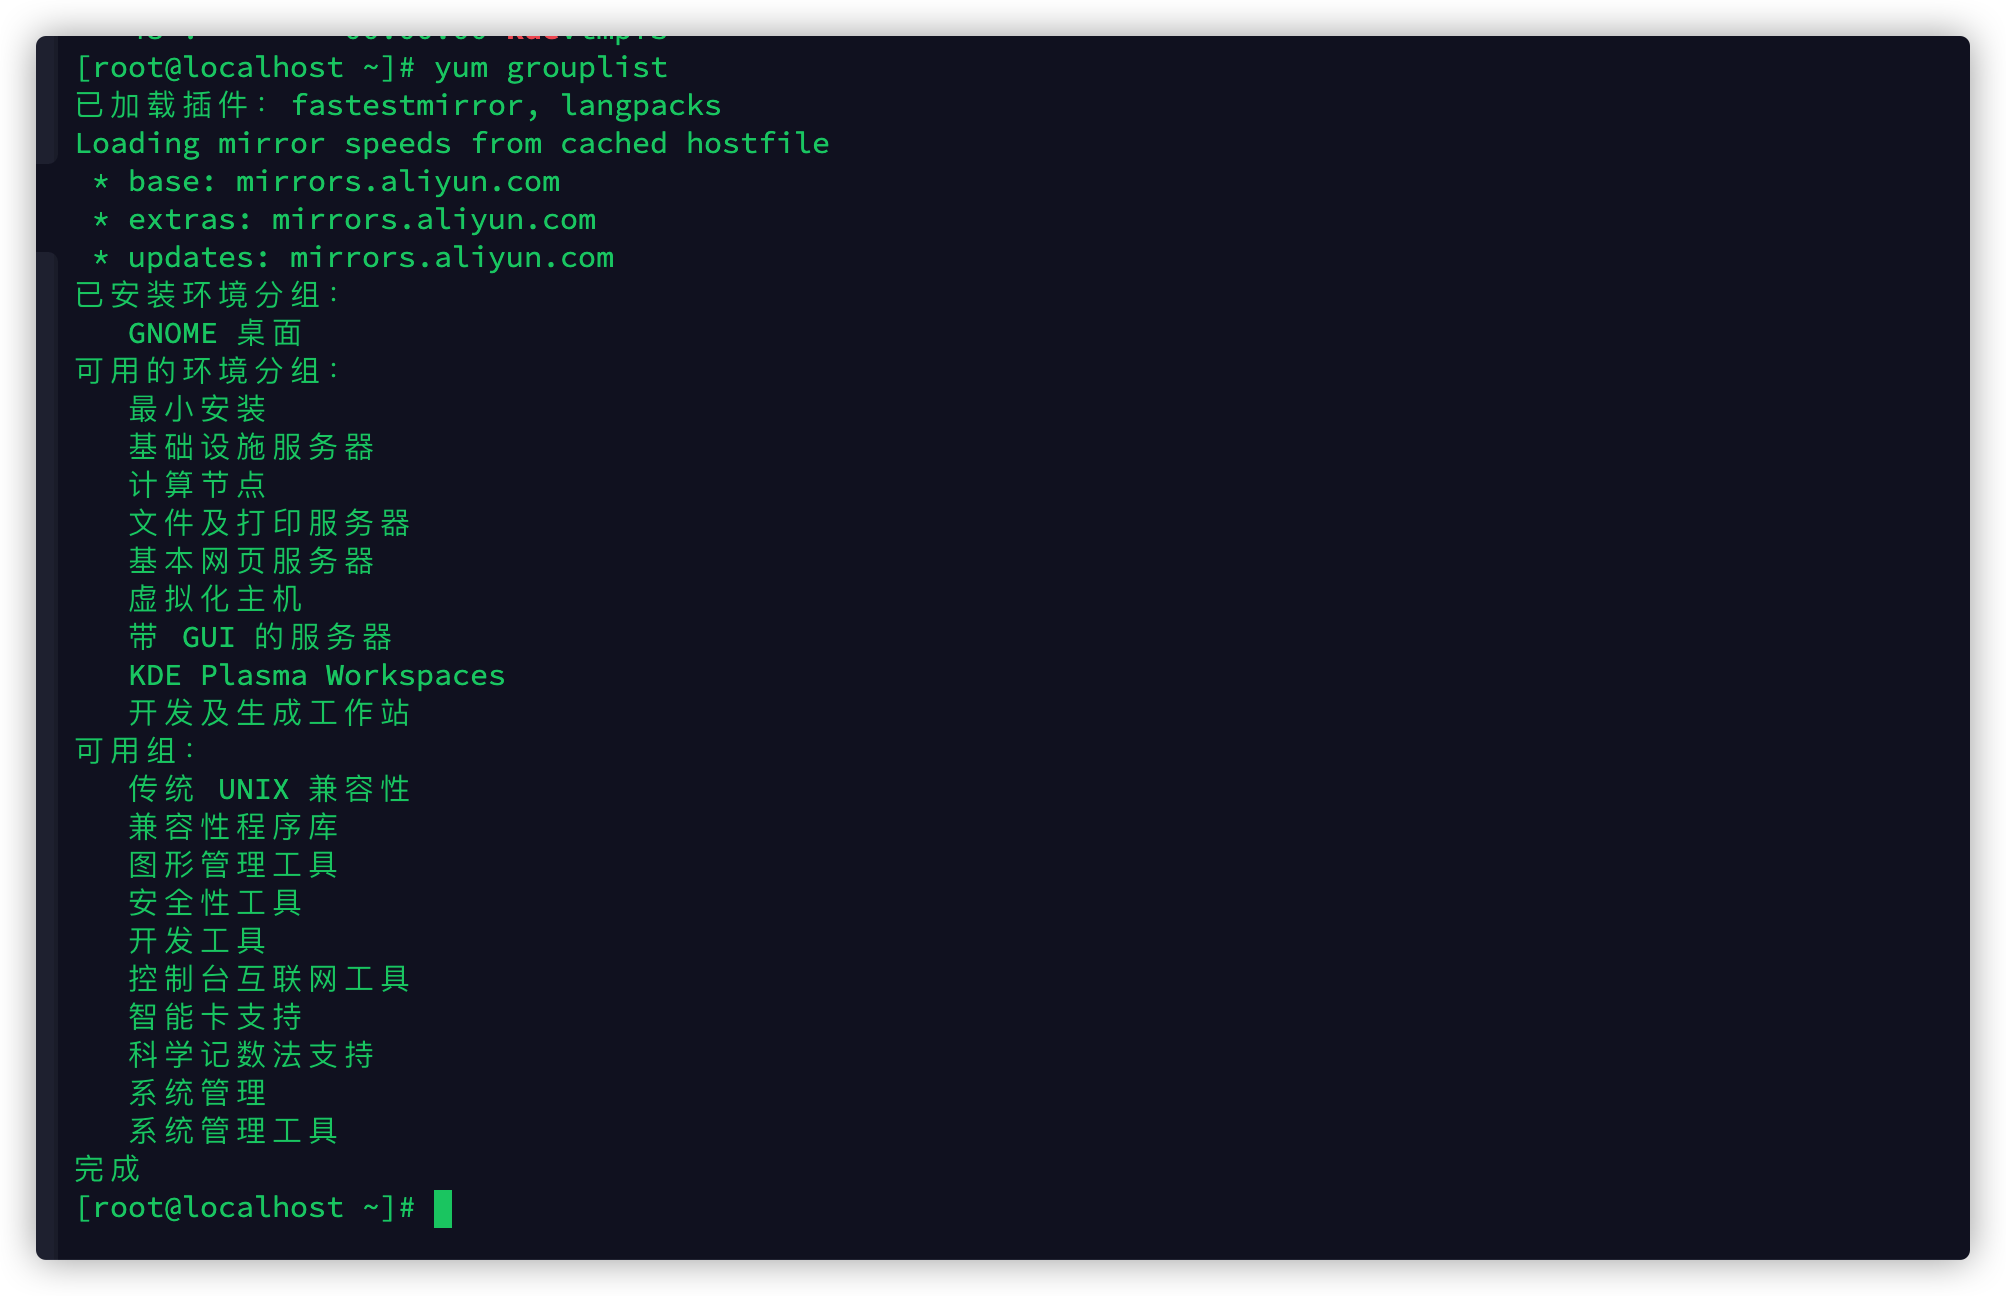 [root@localhost ~]# yum grouplist
已加载插件：fastestmirror, langpacks
Loading mirror speeds from cached hostfile
 * base: mirrors.aliyun.com
 * extras: mirrors.aliyun.com
 * updates: mirrors.aliyun.com
已安装环境分组：
   GNOME 桌面
可用的环境分组：
   最小安装
   基础设施服务器
   计算节点
   文件及打印服务器
   基本网页服务器
   虚拟化主机
   带 GUI 的服务器
   KDE Plasma Workspaces
   开发及生成工作站
可用组：
   传统 UNIX 兼容性
   兼容性程序库
   图形管理工具
   安全性工具
   开发工具
   控制台互联网工具
   智能卡支持
   科学记数法支持
   系统管理
   系统管理工具
完成
[root@localhost ~]#